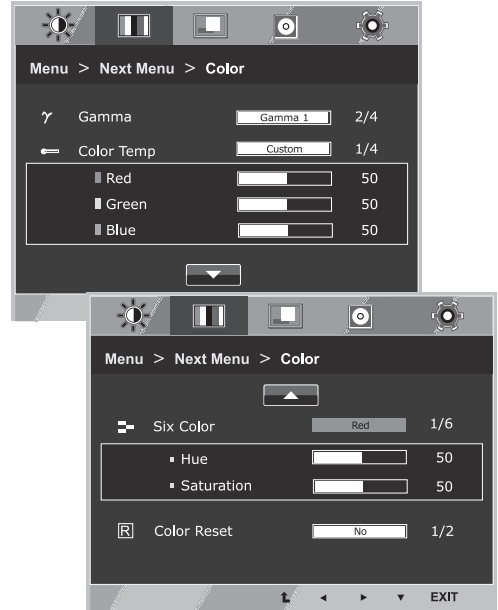 Menu > Next Menu > Color
γ Gamma Gamma 1 2/4
Color Temp Custom 1/4
Red 50
Green 50
Blue 50
Menu > Next Menu > Color
Six Color Red 1/6
Hue 50
Saturation 50
R Color Reset No 1/2
EXIT